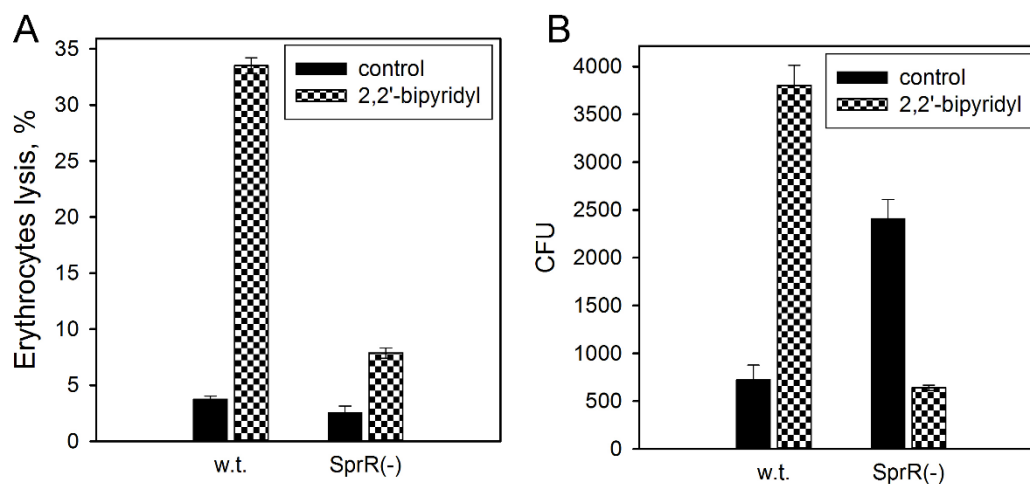 A
Erythrocytes lysis, %
35
30
25
20
15
10
5
0
control
2,2'-bipyridyl
w.t. SprR(-)
B
CFU
4000
3500
3000
2500
2000
1500
1000
500
0
control
2,2'-bipyridyl
w.t. SprR(-)